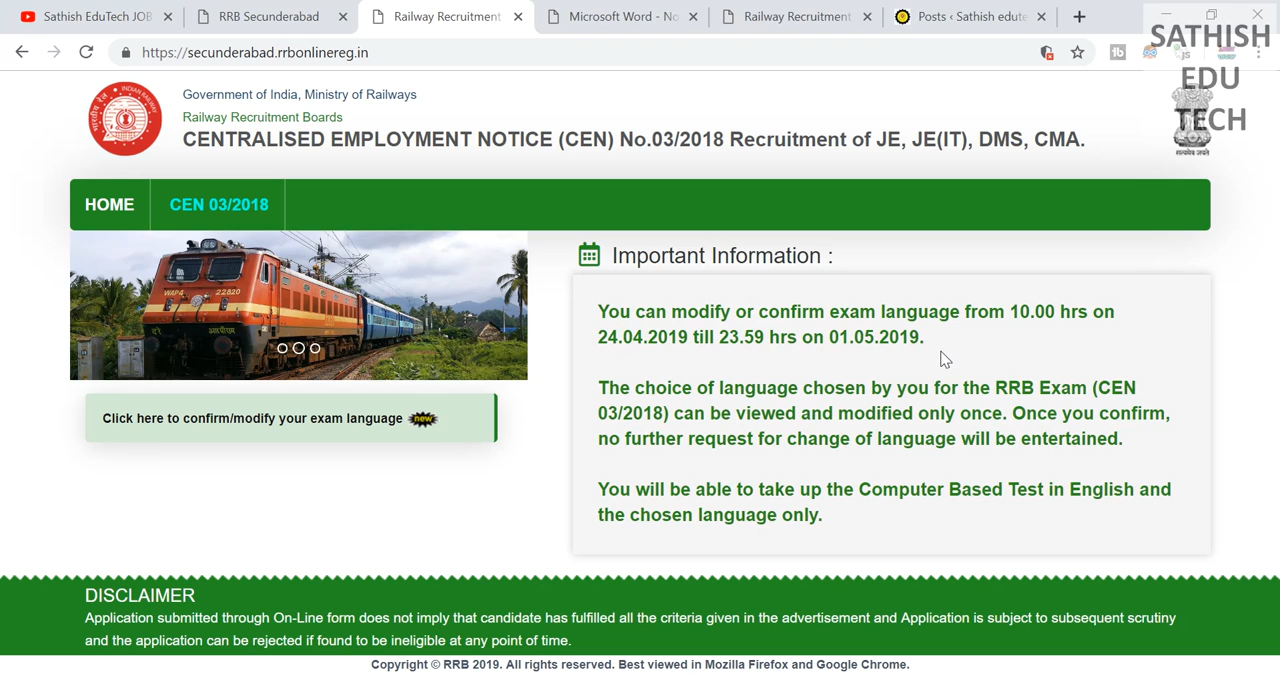 Sathish EduTech JOB
RRB Secunderabad
Railway Recruitment
Microsoft Word - No
Railway Recruitment
Posts ‹ Sathish edute
https://secunderabad.rrbonlinereg.in
SATHISH
EDU
TECH
Government of India, Ministry of Railways
Railway Recruitment Boards
CENTRALISED EMPLOYMENT NOTICE (CEN) No.03/2018 Recruitment of JE, JE(IT), DMS, CMA.
सत्यमेव जयते
HOME
CEN 03/2018
WAP4 22820
Important Information :
You can modify or confirm exam language from 10.00 hrs on
24.04.2019 till 23.59 hrs on 01.05.2019.
The choice of language chosen by you for the RRB Exam (CEN
03/2018) can be viewed and modified only once. Once you confirm,
no further request for change of language will be entertained.
You will be able to take up the Computer Based Test in English and
the chosen language only.
Click here to confirm/modify your exam language new
DISCLAIMER
Application submitted through On-Line form does not imply that candidate has fulfilled all the criteria given in the advertisement and Application is subject to subsequent scrutiny
and the application can be rejected if found to be ineligible at any point of time.
Copyright © RRB 2019. All rights reserved. Best viewed in Mozilla Firefox and Google Chrome.